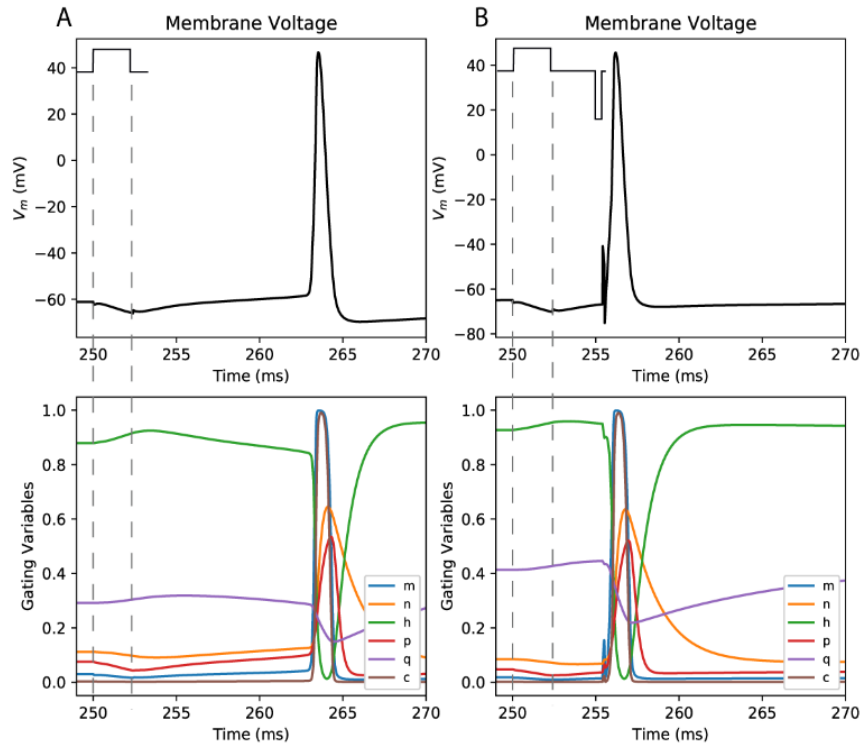 A
Membrane Voltage
40
20
0
−20
−40
−60
V_m (mV)
250
255
260
265
270
Time (ms)
B
Membrane Voltage
40
20
0
−20
−40
−60
−80
V_m (mV)
250
255
260
265
270
Time (ms)
1.0
0.8
0.6
0.4
0.2
0.0
Gating Variables
m
n
h
p
q
c
250
255
260
265
270
Time (ms)
1.0
0.8
0.6
0.4
0.2
0.0
Gating Variables
m
n
h
p
q
c
250
255
260
265
270
Time (ms)